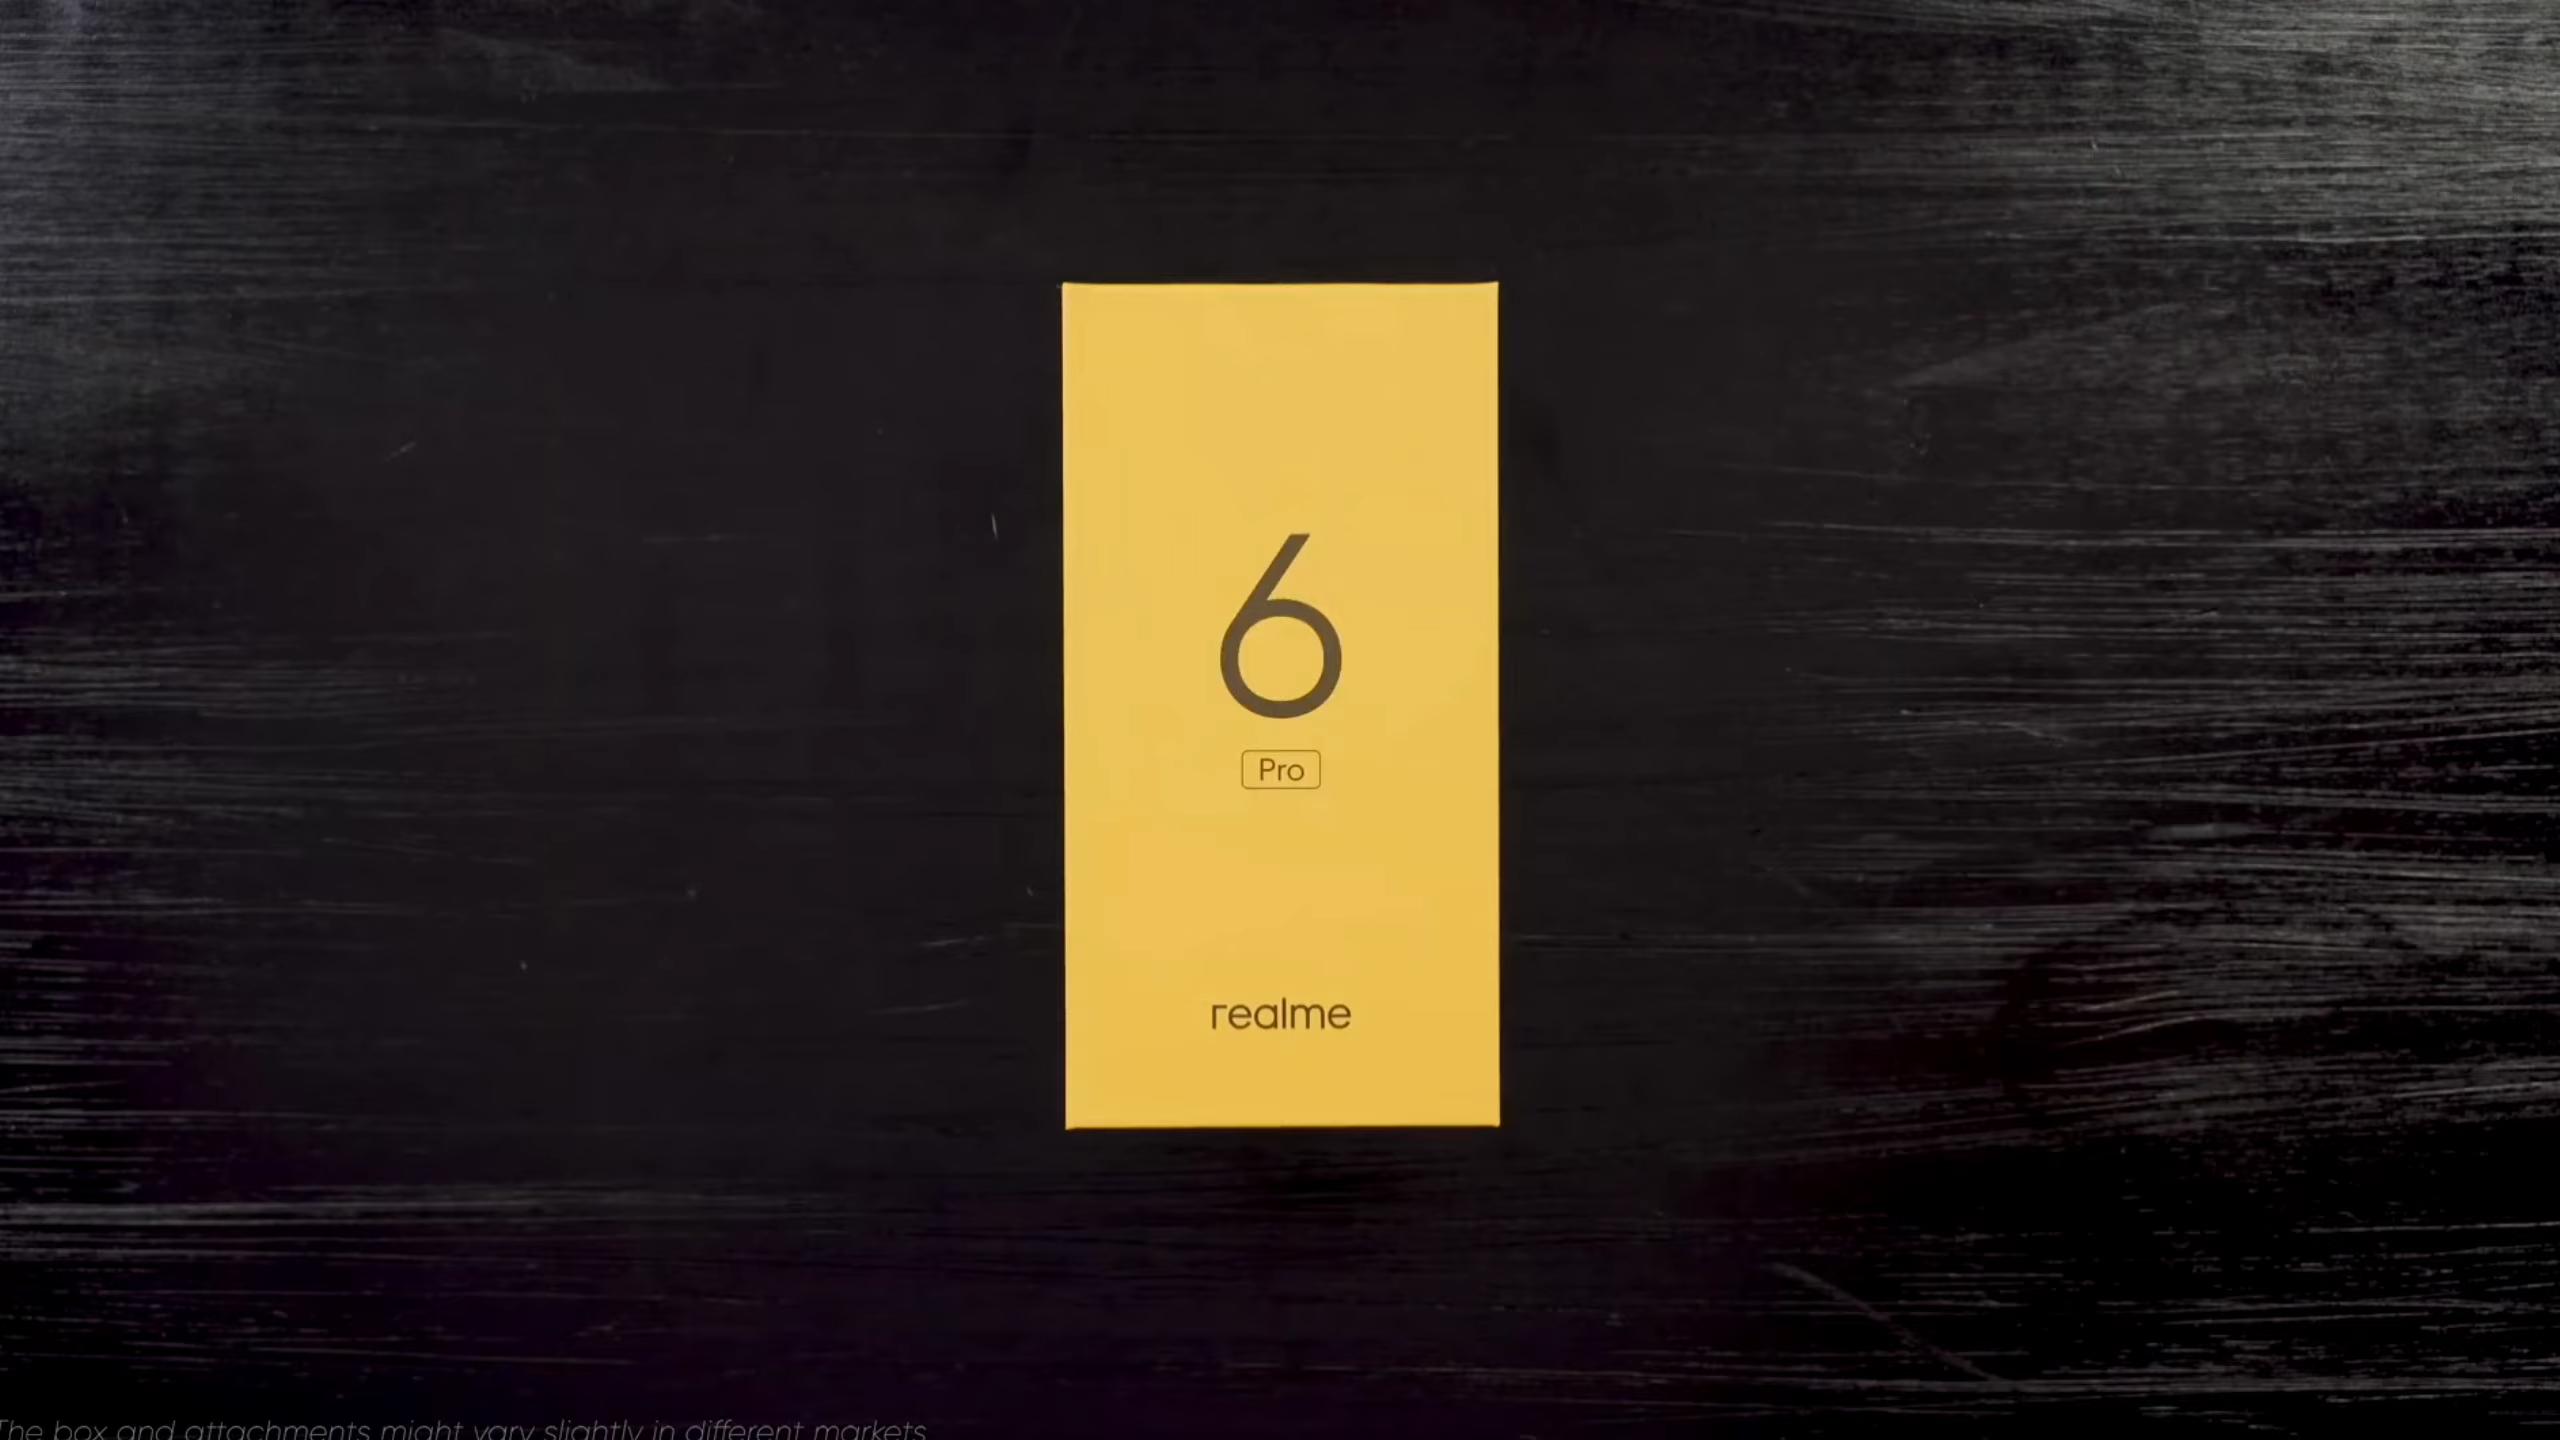 6
Pro
realme
The box and attachments might vary slightly in different markets